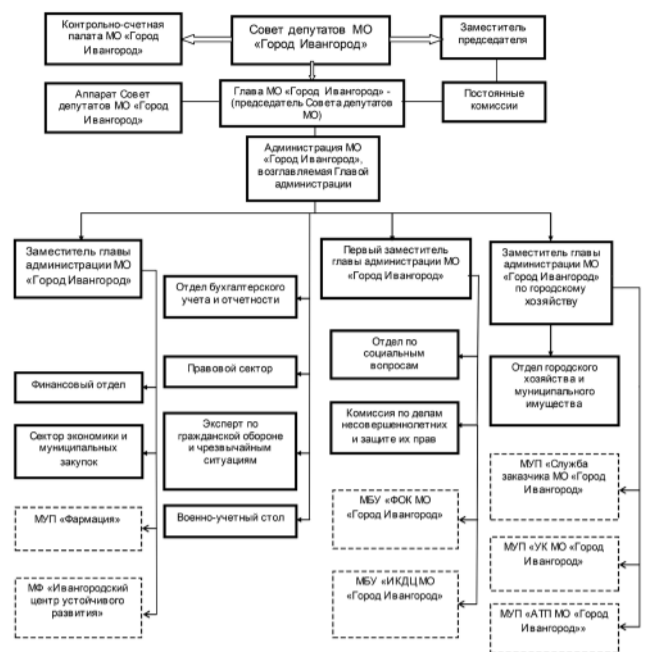 Контрольно-счетная
палата МО «Город
Ивангород»
Совет депутатов МО
«Город Ивангород»
Заместитель
председателя
Аппарат Совет
депутатов МО «Город
Ивангород»
Глава МО «Город Ивангород» -
(председатель Совета депутатов
МО)
Постоянные
комиссии
Администрация МО
«Город Ивангород»,
возглавляемая Главой
администрации
Заместитель главы
администрации МО
«Город Ивангород»
Финансовый отдел
Сектор экономики и
муниципальных
закупок
МУП «Фармация»
МФ «Ивангородский
центр устойчивого
развития»
Отдел бухгалтерского
учета и отчетности
Правовой сектор
Эксперт по
гражданской обороне
и чрезвычайным
ситуациям
Военно-учетный стол
Первый заместитель
главы администрации МО
«Город Ивангород»
Отдел по
социальным
вопросам
Комиссия по делам
несовершеннолетних
и защите их прав
МБУ «ФОК МО
«Город Ивангород»
МБУ «ИКДЦ МО
«Город Ивангород»
Заместитель главы
администрации МО
«Город Ивангород»
по городскому
хозяйству
Отдел городского
хозяйства и
муниципального
имущества
МУП «Служба
заказчика МО «Город
Ивангород»
МУП «УК МО «Город
Ивангород»
МУП «АТП МО «Город
Ивангород»»